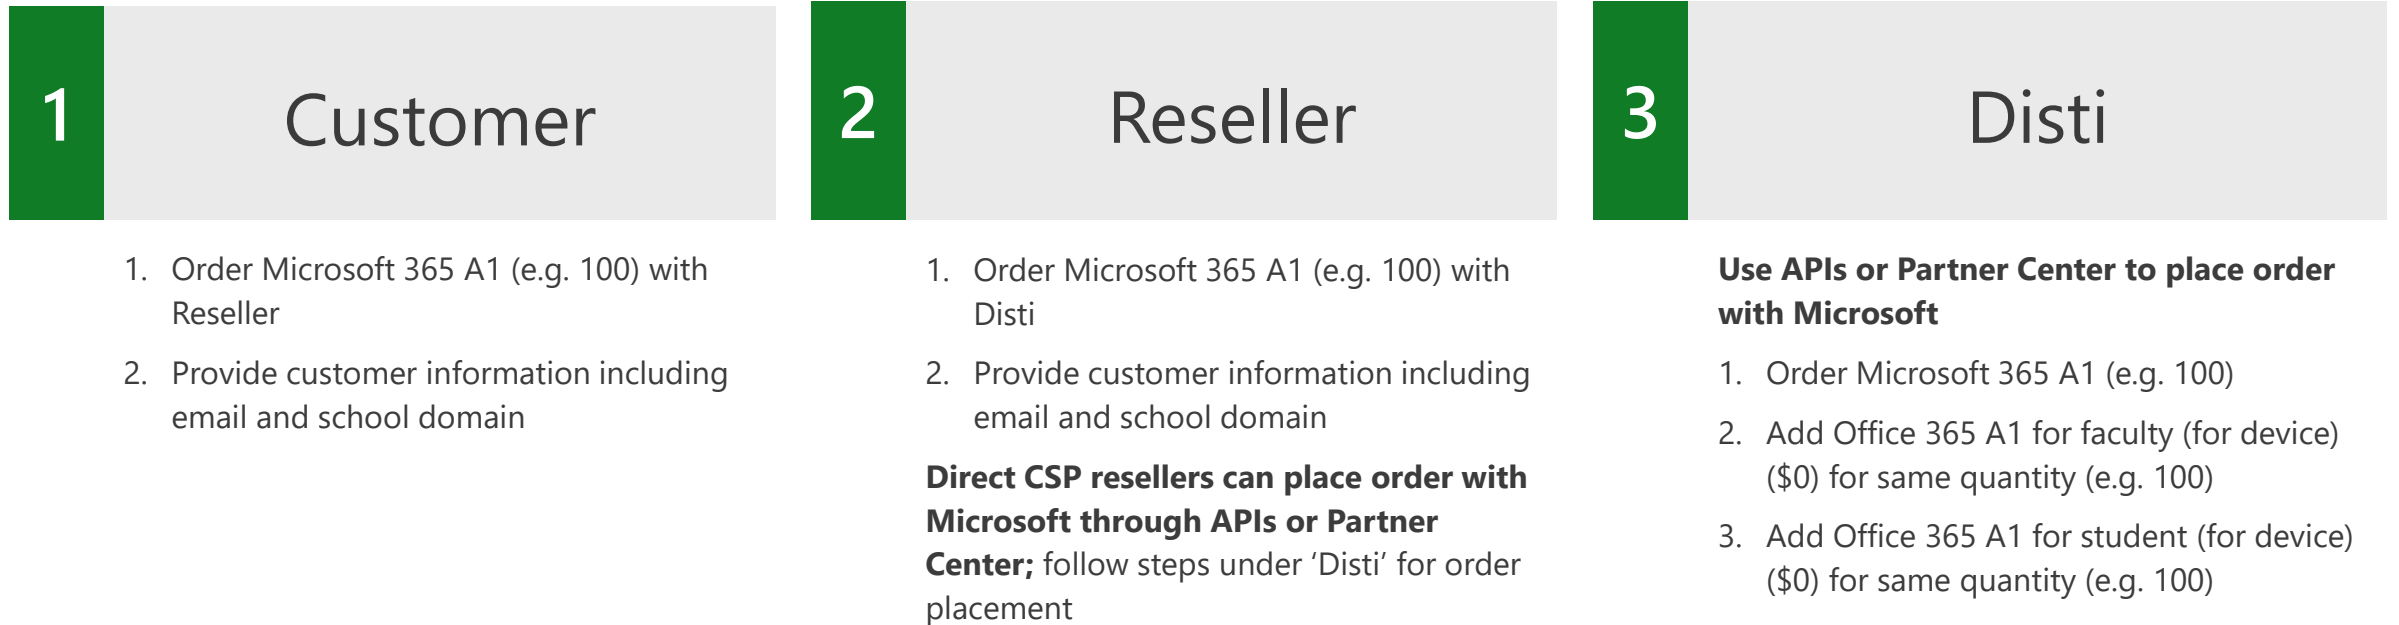 1
Customer
1. Order Microsoft 365 A1 (e.g. 100) with
Reseller
2. Provide customer information including
email and school domain
2
Reseller
1. Order Microsoft 365 A1 (e.g. 100) with
Disti
2. Provide customer information including
email and school domain
Direct CSP resellers can place order with
Microsoft through APIs or Partner
Center; follow steps under ‘Disti’ for order
placement
3
Disti
Use APIs or Partner Center to place order
with Microsoft
1. Order Microsoft 365 A1 (e.g. 100)
2. Add Office 365 A1 for faculty (for device)
($0) for same quantity (e.g. 100)
3. Add Office 365 A1 for student (for device)
($0) for same quantity (e.g. 100)